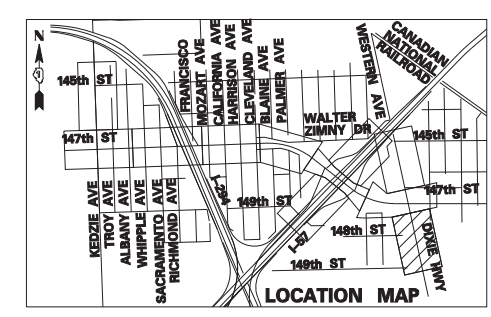 N
CANADIAN
NATIONAL
RAILROAD
WESTERN AVE
FRANCISCO
MOZART AVE
CALIFORNIA AVE
HARRISON AVE
CLEVELAND AVE
BLAINE AVE
PALMER AVE
145th ST
WALTER
ZIMNY DR
147th ST
145th ST
I-294
149th ST
147th ST
KEDZIE AVE
TROY AVE
ALBANY AVE
WHIPPLE AVE
SACRAMENTO AVE
RICHMOND AVE
I-57
148th ST
DIXIE HWY
149th ST
LOCATION MAP